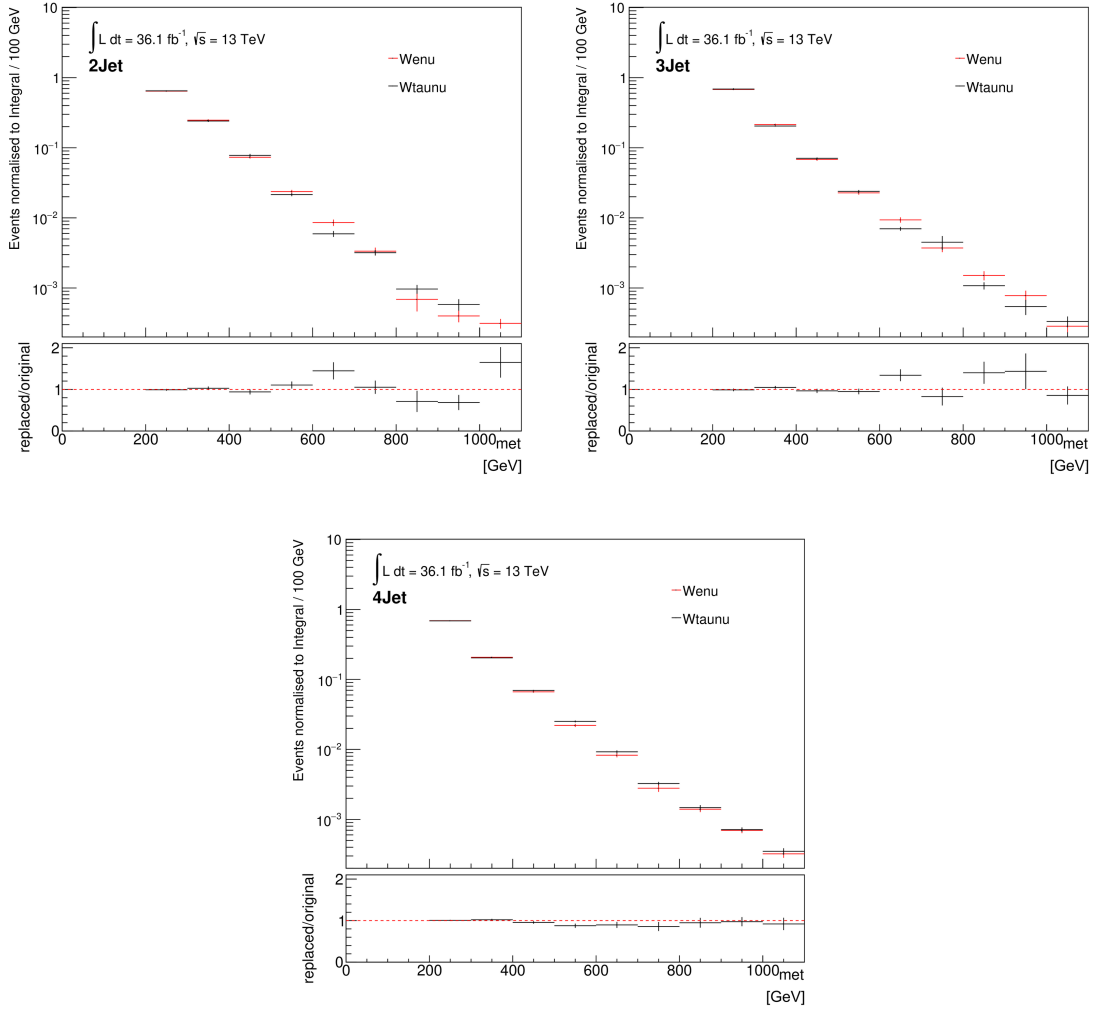 Events normalised to Integral / 100 GeV
10
1
10⁻¹
10⁻²
10⁻³
∫L dt = 36.1 fb⁻¹, √s = 13 TeV
2Jet
Wenu
Wtaunu
replaced/original
2
1
0
0 200 400 600 800 1000 met
[GeV]
Events normalised to Integral / 100 GeV
10
1
10⁻¹
10⁻²
10⁻³
∫L dt = 36.1 fb⁻¹, √s = 13 TeV
3Jet
Wenu
Wtaunu
replaced/original
2
1
0
0 200 400 600 800 1000 met
[GeV]
Events normalised to Integral / 100 GeV
10
1
10⁻¹
10⁻²
10⁻³
∫L dt = 36.1 fb⁻¹, √s = 13 TeV
4Jet
Wenu
Wtaunu
replaced/original
2
1
0
0 200 400 600 800 1000 met
[GeV]